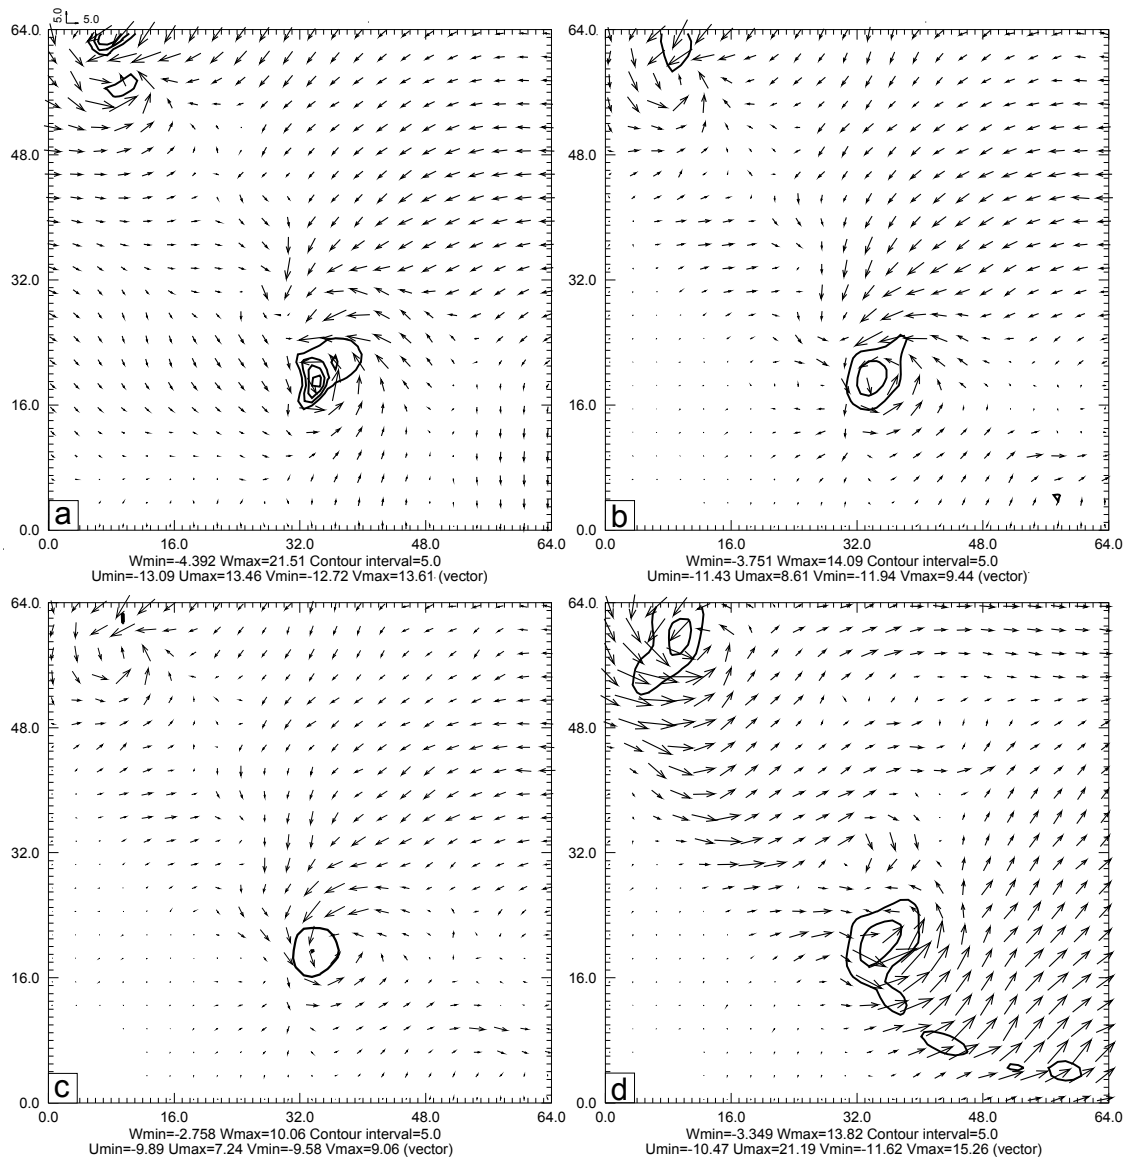 5.0
5.0
64.0
48.0
32.0
16.0
0.0
a
0.0 16.0 32.0 48.0 64.0
Wmin=-4.392 Wmax=21.51 Contour interval=5.0
Umin=-13.09 Umax=13.46 Vmin=-12.72 Vmax=13.61 (vector)
64.0
48.0
32.0
16.0
0.0
b
0.0 16.0 32.0 48.0 64.0
Wmin=-3.751 Wmax=14.09 Contour interval=5.0
Umin=-11.43 Umax=8.61 Vmin=-11.94 Vmax=9.44 (vector)
64.0
48.0
32.0
16.0
0.0
c
0.0 16.0 32.0 48.0 64.0
Wmin=-2.758 Wmax=10.06 Contour interval=5.0
Umin=-9.89 Umax=7.24 Vmin=-9.58 Vmax=9.06 (vector)
64.0
48.0
32.0
16.0
0.0
d
0.0 16.0 32.0 48.0 64.0
Wmin=-3.349 Wmax=13.82 Contour interval=5.0
Umin=-10.47 Umax=21.19 Vmin=-11.62 Vmax=15.26 (vector)